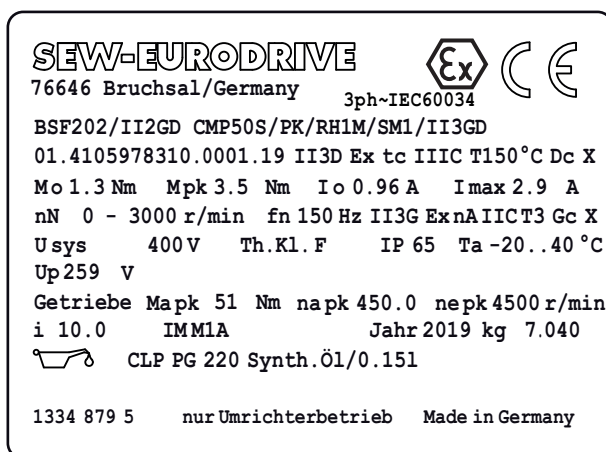 SEW-EURODRIVE
Ex CE
76646 Bruchsal/Germany 3ph~IEC60034
BSF202/II2GD CMP50S/PK/RH1M/SM1/II3GD
01.4105978310.0001.19 II3D Ex tc IIIC T150°C Dc X
Mo 1.3 Nm Mpk 3.5 Nm Io 0.96 A Imax 2.9 A
nN 0 - 3000 r/min fn 150 Hz II3G ExnAIICT3 Gc X
Usys 400V Th.Kl. F IP 65 Ta -20..40 °C
Up 259 V
Getriebe Mapk 51 Nm napk 450.0 nepk 4500 r/min
i 10.0 IM M1A Jahr 2019 kg 7.040
CLP PG 220 Synth.Öl/0.15l
1334 879 5 nur Umrichterbetrieb Made in Germany